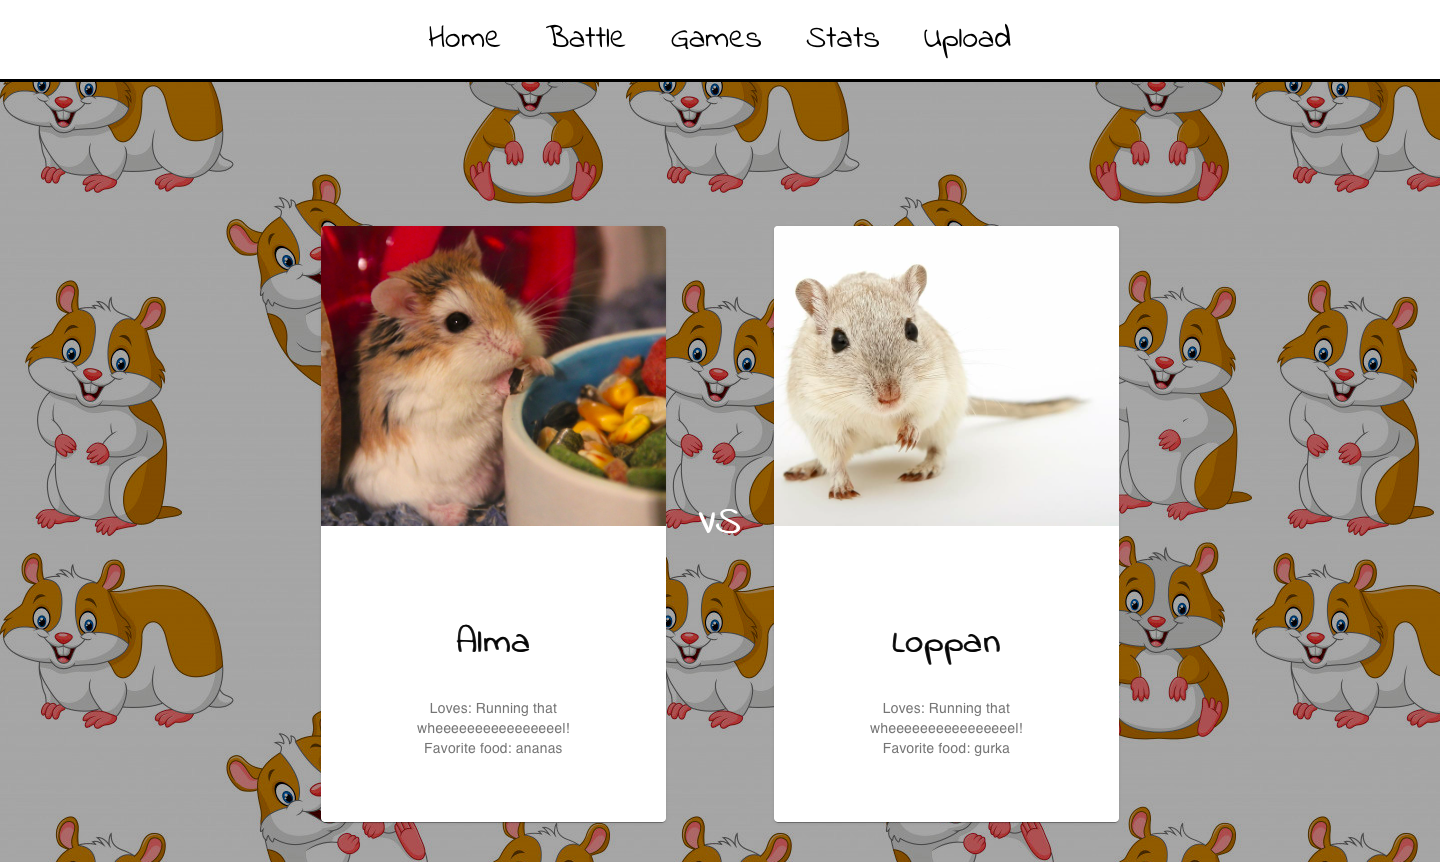 Home Battle Games Stats Upload
vs
Alma
Loves: Running that
wheeeeeeeeeeeeeeeel!
Favorite food: ananas
Loppan
Loves: Running that
wheeeeeeeeeeeeeeeel!
Favorite food: gurka